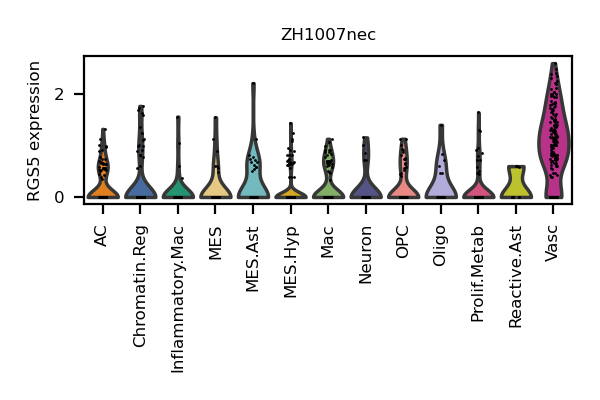 ZH1007nec
RGS5 expression
2
0
AC
Chromatin.Reg
Inflammatory.Mac
MES
MES.Ast
MES.Hyp
Mac
Neuron
OPC
Oligo
Prolif.Metab
Reactive.Ast
Vasc